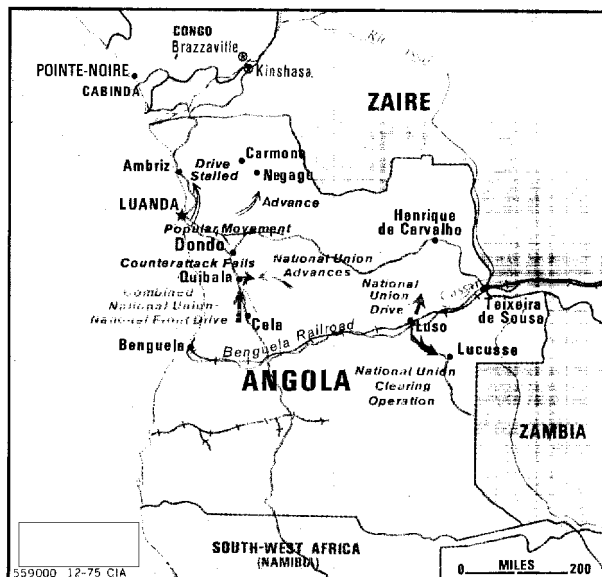 CONGO
Brazzaville
POINTE-NOIRE
Kinshasa
CABINDA
ZAIRE
Carmona
Ambriz
Drive
Stalled
Negage
LUANDA
Advance
Popular Movement
Henrique
de Carvalho
Dondo
Counterattack Fails
National Union
Advances
Quibala
National
Union
Drive
Cassai
Combined
National Union-
National Front Drive
Teixeira
de Sousa
Cela
Luso
Benguela
Benguela Railroad
Lucusse
ANGOLA
National Union
Clearing
Operation
ZAMBIA
SOUTH-WEST AFRICA
(NAMIBIA)
0 MILES 200
559000 12-75 CIA